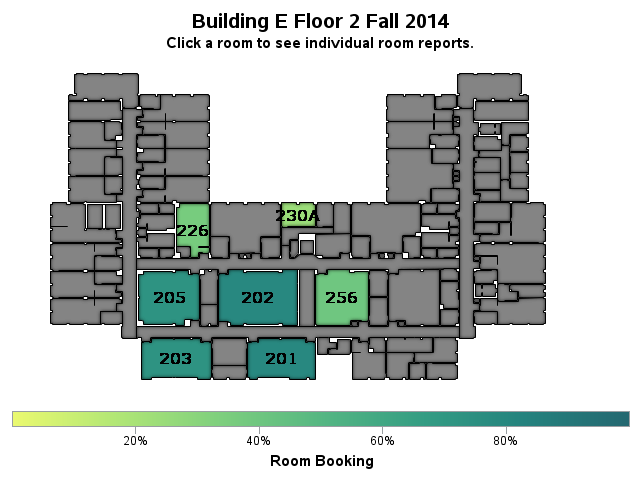 Building E Floor 2 Fall 2014
Click a room to see individual room reports.
230A
226
205
202
256
203
201
20%
40%
60%
80%
Room Booking